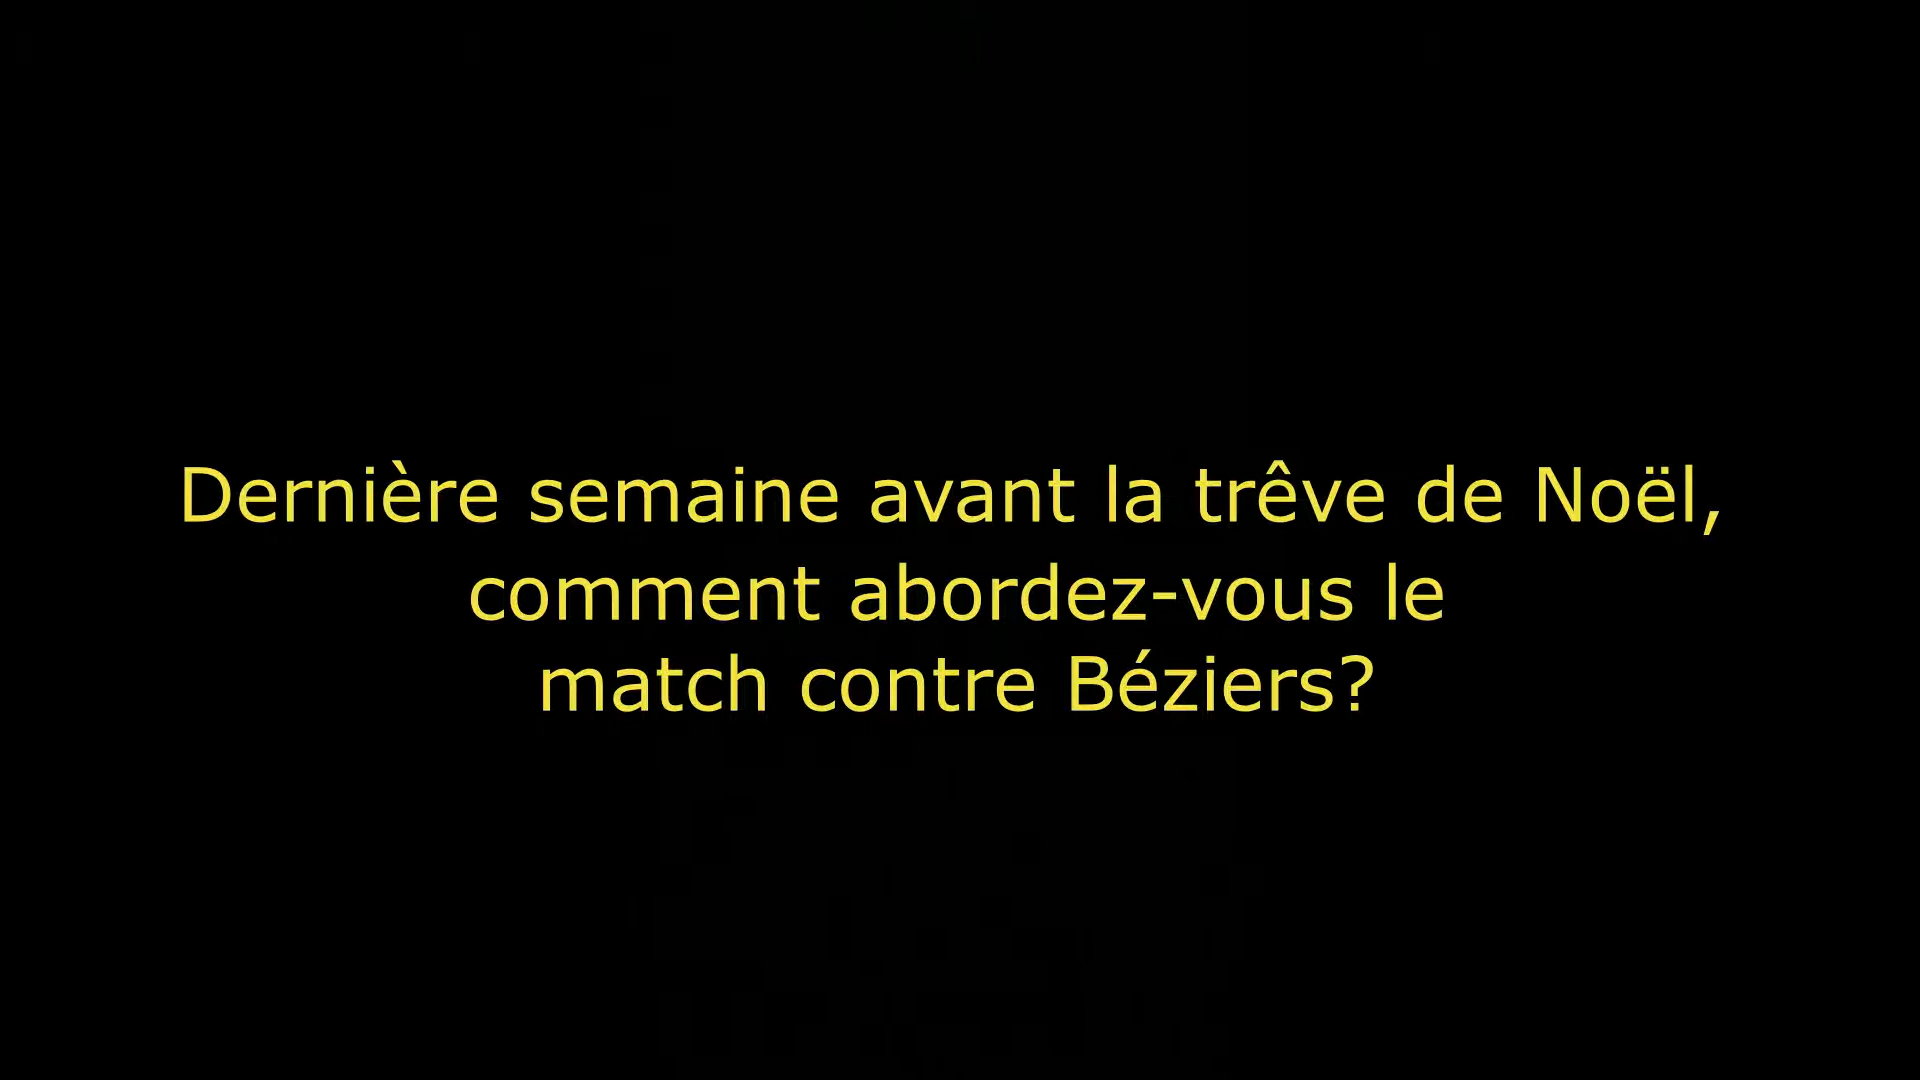 Dernière semaine avant la trêve de Noël,
comment abordez-vous le
match contre Béziers?